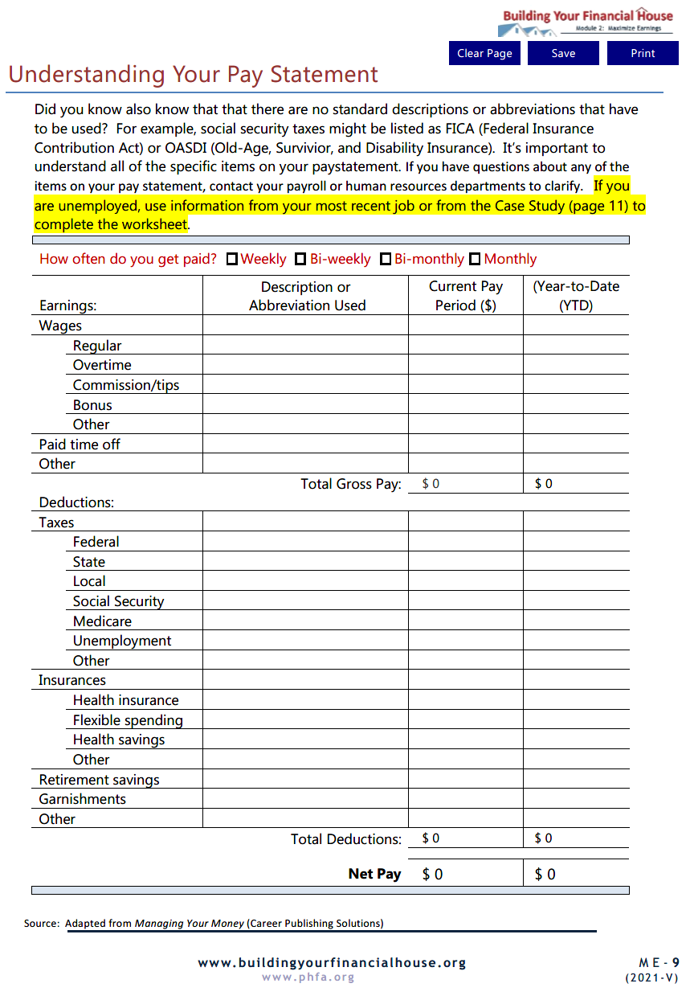 Building Your Financial House
Module 2: Maximize Earnings
Clear Page Save Print
Understanding Your Pay Statement
Did you know also know that that there are no standard descriptions or abbreviations that have
to be used? For example, social security taxes might be listed as FICA (Federal Insurance
Contribution Act) or OASDI (Old-Age, Survivior, and Disability Insurance). It’s important to
understand all of the specific items on your paystatement. If you have questions about any of the
items on your pay statement, contact your payroll or human resources departments to clarify. If you
are unemployed, use information from your most recent job or from the Case Study (page 11) to
complete the worksheet.
How often do you get paid? Weekly Bi-weekly Bi-monthly Monthly
Description or Current Pay (Year-to-Date
Earnings: Abbreviation Used Period ($) (YTD)
Wages
Regular
Overtime
Commission/tips
Bonus
Other
Paid time off
Other
Total Gross Pay: $ 0 $ 0
Deductions:
Taxes
Federal
State
Local
Social Security
Medicare
Unemployment
Other
Insurances
Health insurance
Flexible spending
Health savings
Other
Retirement savings
Garnishments
Other
Total Deductions: $ 0 $ 0
Net Pay $ 0 $ 0
Source: Adapted from Managing Your Money (Career Publishing Solutions)
www.buildingyourfinancialhouse.org ME-9
www.phfa.org (2021-V)